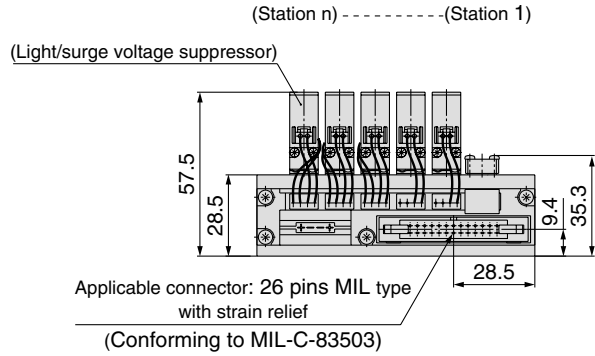 (Station n) - - - - - - - - - - - (Station 1)
(Light/surge voltage suppressor)
57.5
28.5
9.4
35.3
28.5
Applicable connector: 26 pins MIL type
with strain relief
(Conforming to MIL-C-83503)